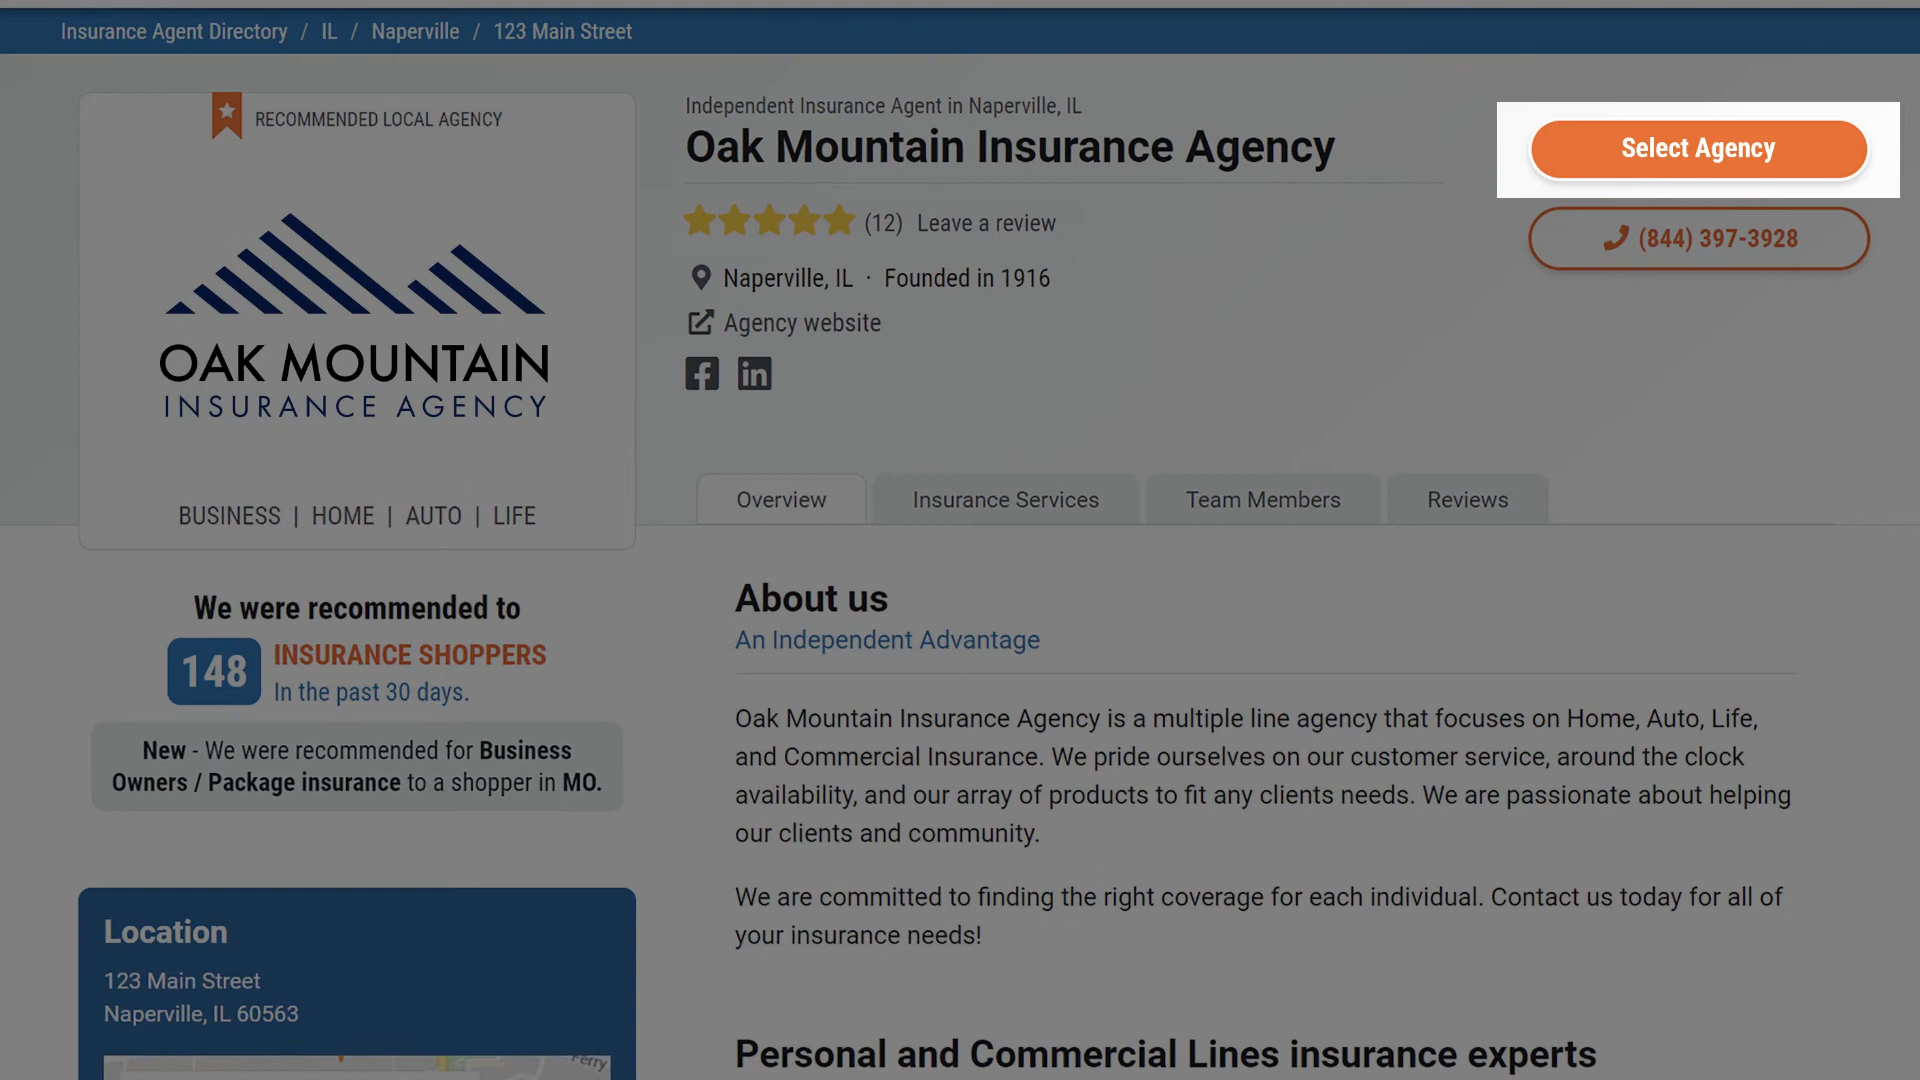 Insurance Agent Directory / IL / Naperville / 123 Main Street
RECOMMENDED LOCAL AGENCY
OAK MOUNTAIN
INSURANCE AGENCY
BUSINESS | HOME | AUTO | LIFE
Independent Insurance Agent in Naperville, IL
Oak Mountain Insurance Agency
(12) Leave a review
Naperville, IL · Founded in 1916
Agency website
Select Agency
(844) 397-3928
Overview
Insurance Services
Team Members
Reviews
We were recommended to
148
INSURANCE SHOPPERS
In the past 30 days.
New - We were recommended for Business
Owners / Package insurance to a shopper in MO.
Location
123 Main Street
Naperville, IL 60563
Ferry
About us
An Independent Advantage
Oak Mountain Insurance Agency is a multiple line agency that focuses on Home, Auto, Life,
and Commercial Insurance. We pride ourselves on our customer service, around the clock
availability, and our array of products to fit any clients needs. We are passionate about helping
our clients and community.
We are committed to finding the right coverage for each individual. Contact us today for all of
your insurance needs!
Personal and Commercial Lines insurance experts